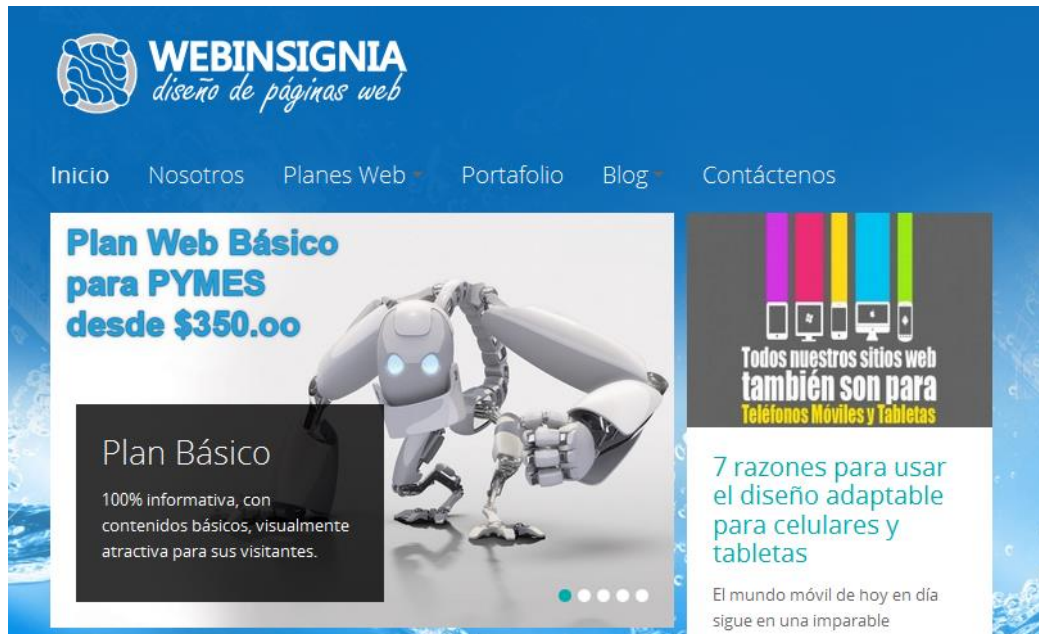 WEBINSIGNIA
diseño de páginas web
Inicio Nosotros Planes Web Portafolio Blog Contáctenos
Plan Web Básico
para PYMES
desde $350.oo
Plan Básico
100% informativa, con
contenidos básicos, visualmente
atractiva para sus visitantes.
Todos nuestros sitios web
también son para
Teléfonos Móviles y Tabletas
7 razones para usar
el diseño adaptable
para celulares y
tabletas
El mundo móvil de hoy en día
sigue en una imparable